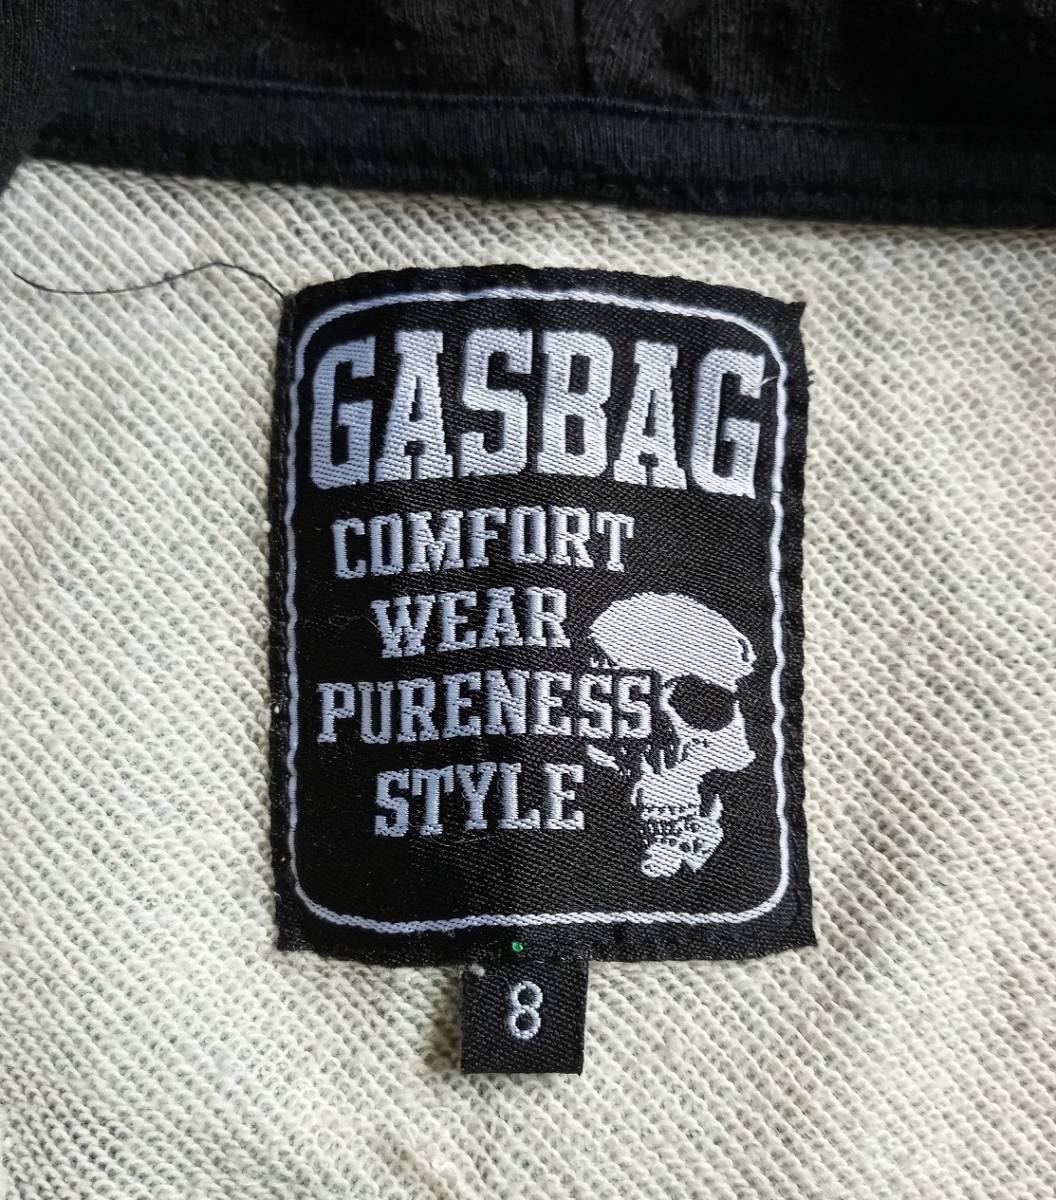 GASBAG
COMFORT
WEAR
PURENESS
STYLE
8